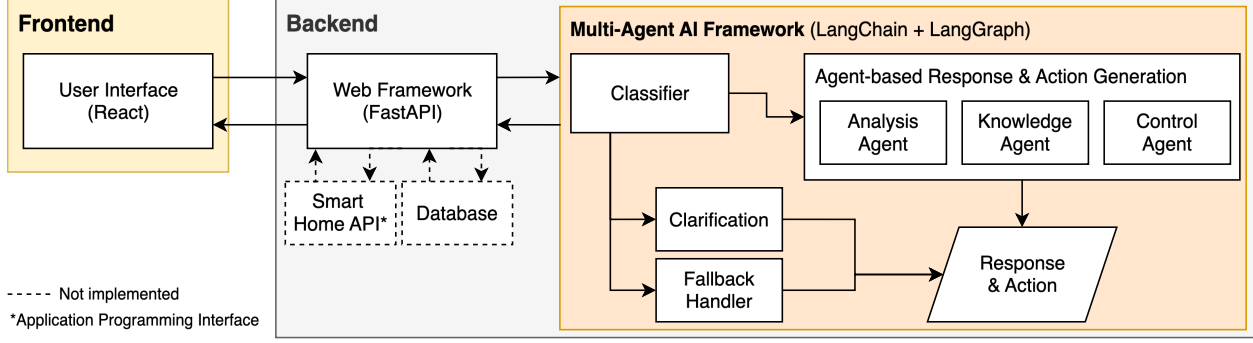 Frontend
User Interface
(React)
Backend
Web Framework
(FastAPI)
Smart
Home API*
Database
Multi-Agent AI Framework (LangChain + LangGraph)
Classifier
Agent-based Response & Action Generation
Analysis
Agent
Knowledge
Agent
Control
Agent
Clarification
Fallback
Handler
Response
& Action
Not implemented
*Application Programming Interface